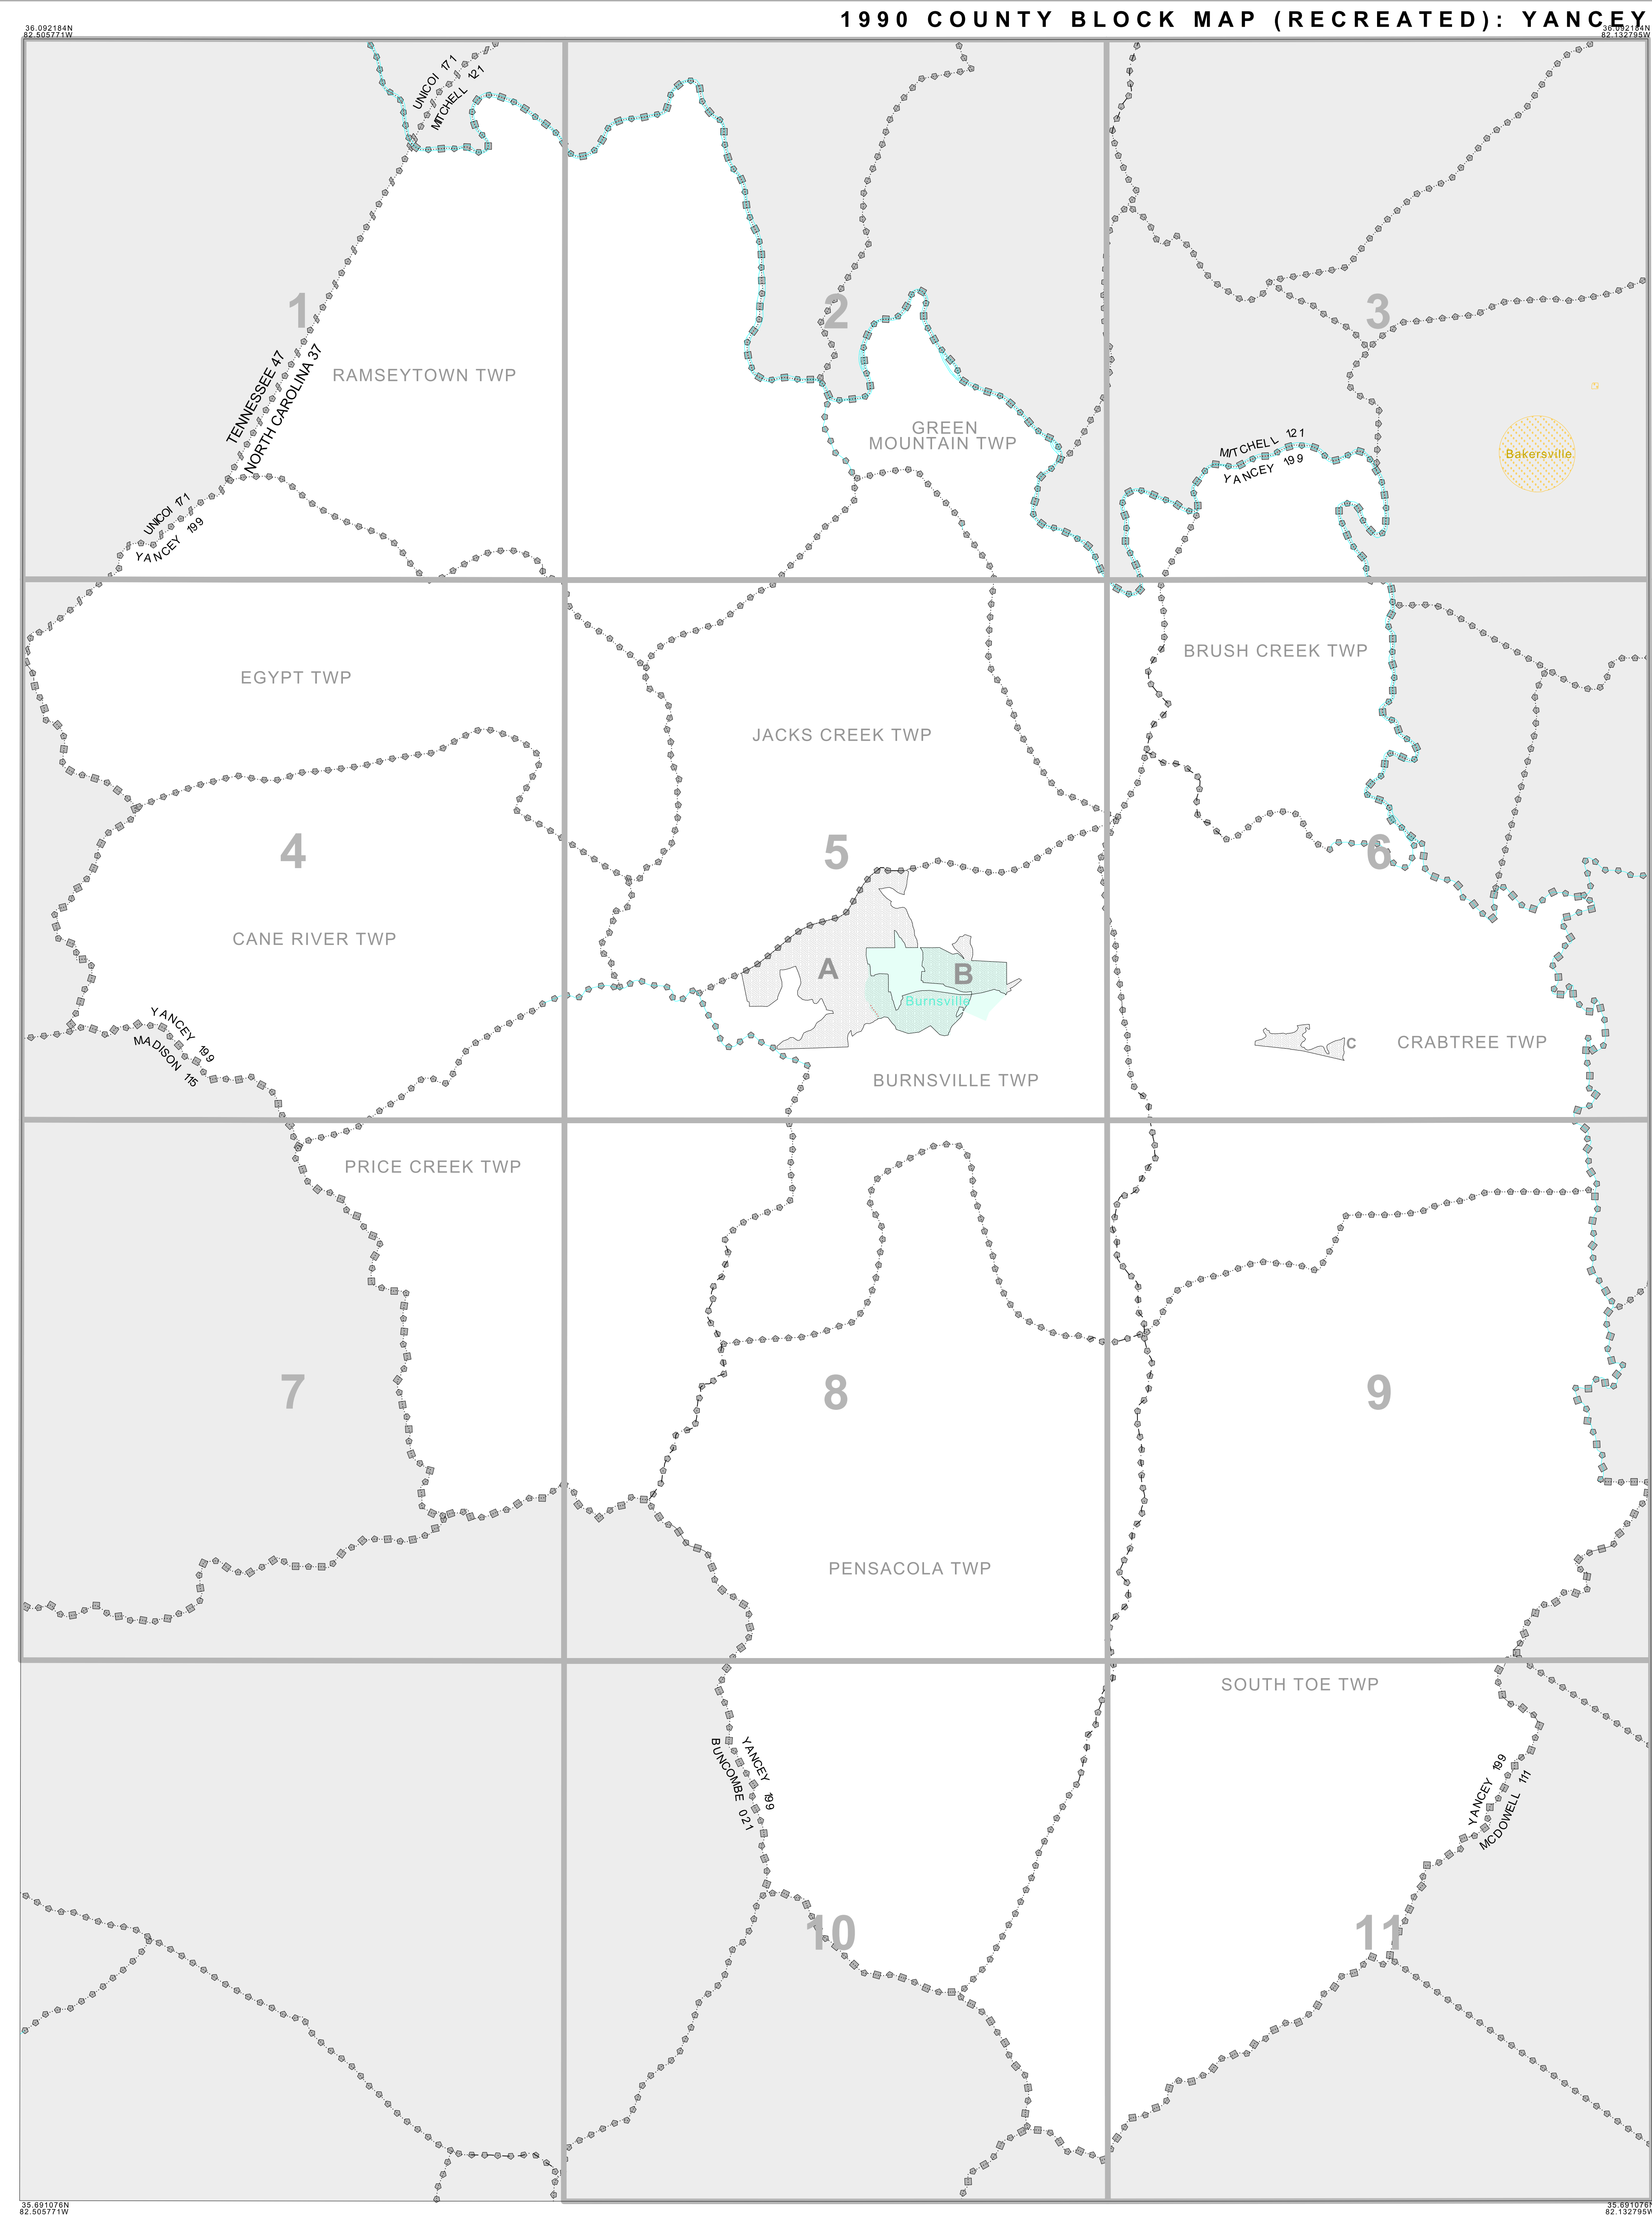 1990 COUNTY BLOCK MAP (RECREATED): YANCEY
36.092184N
82.505771W
36.092184N
82.132795W
UNICOI 171
MITCHELL 121
1
2
3
TENNESSEE 47
NORTH CAROLINA 37
RAMSEYTOWN TWP
GREEN
MOUNTAIN TWP
MITCHELL 121
YANCEY 199
Bakersville
UNICOI 171
YANCEY 199
EGYPT TWP
BRUSH CREEK TWP
JACKS CREEK TWP
4
5
6
CANE RIVER TWP
A
B
Burnsville
YANCEY 199
MADISON 115
C
CRABTREE TWP
BURNSVILLE TWP
PRICE CREEK TWP
7
8
9
PENSACOLA TWP
SOUTH TOE TWP
YANCEY 199
BUNCOMBE 021
YANCEY 199
MCDOWELL 111
10
11
35.691076N
82.505771W
35.691076N
82.132795W